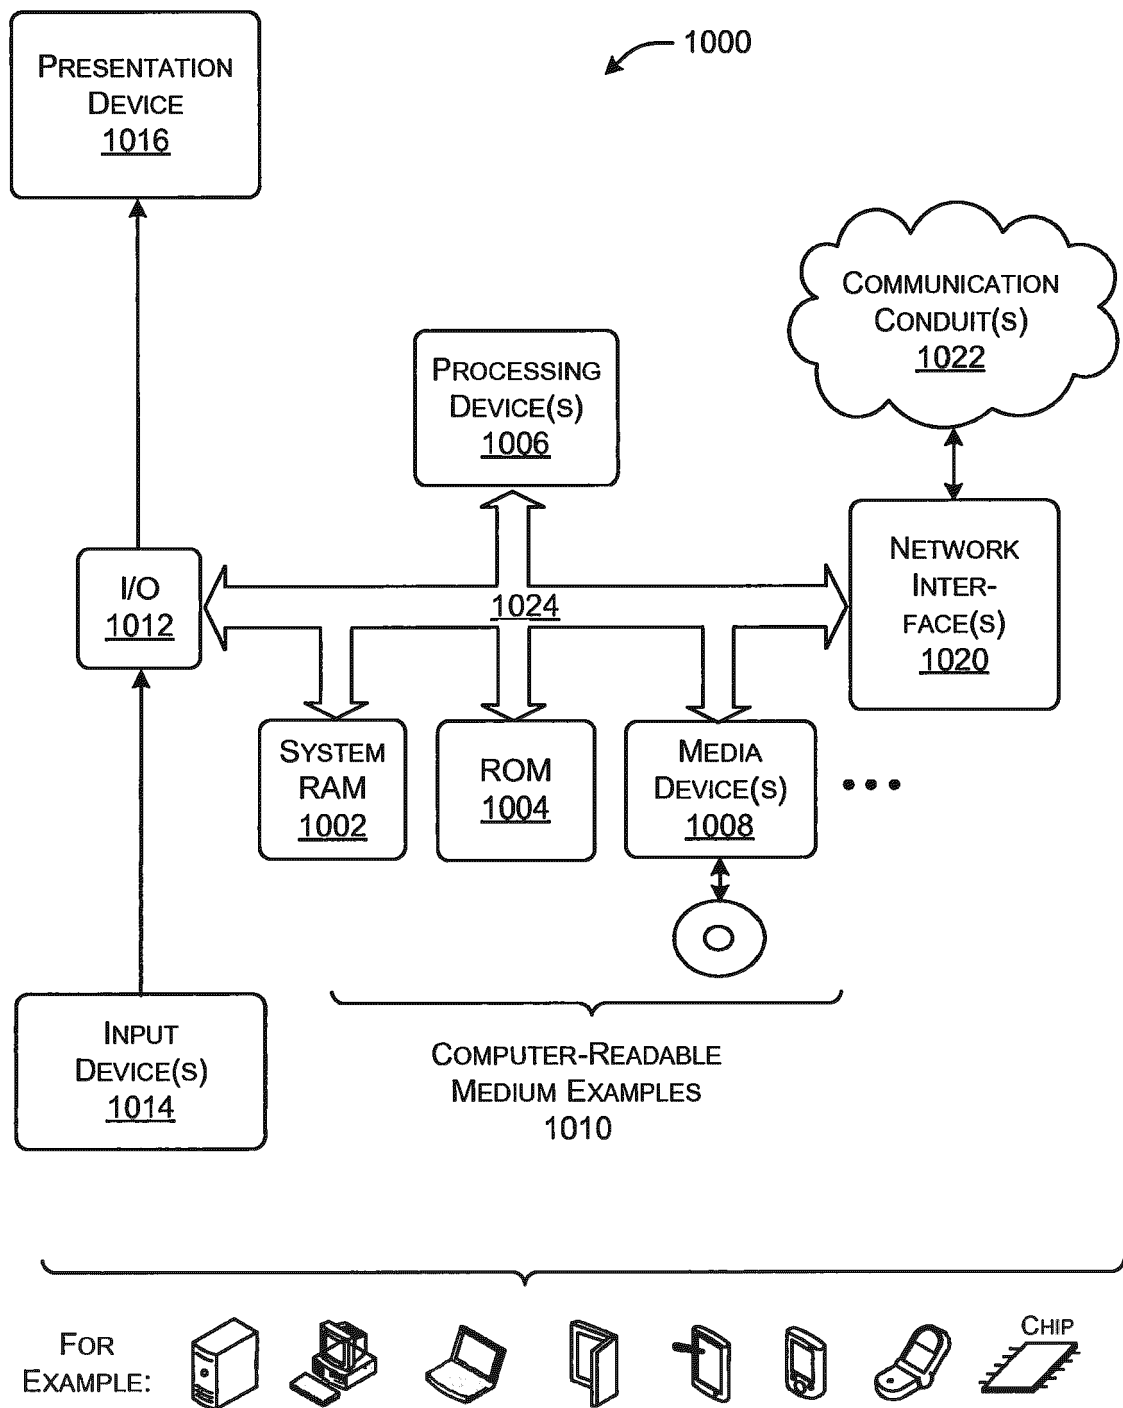 1000
PRESENTATION
DEVICE
1016
COMMUNICATION
CONDUIT(S)
1022
PROCESSING
DEVICE(S)
1006
NETWORK
INTER-
FACE(S)
1020
I/O
1012
1024
SYSTEM
RAM
1002
ROM
1004
MEDIA
DEVICE(S)
1008
INPUT
DEVICE(S)
1014
COMPUTER-READABLE
MEDIUM EXAMPLES
1010
FOR
EXAMPLE:
CHIP